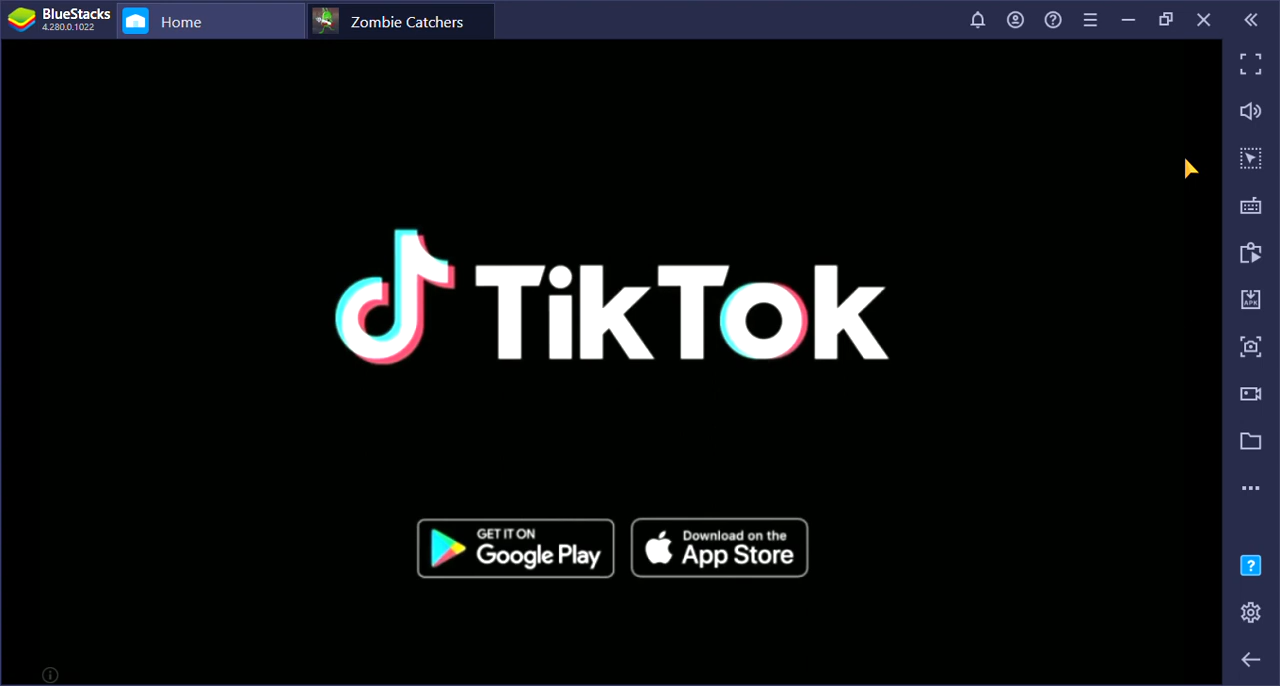 BlueStacks
4.280.0.1022
Home
Zombie Catchers
TikTok
GET IT ON
Google Play
Download on the
App Store
APK
?